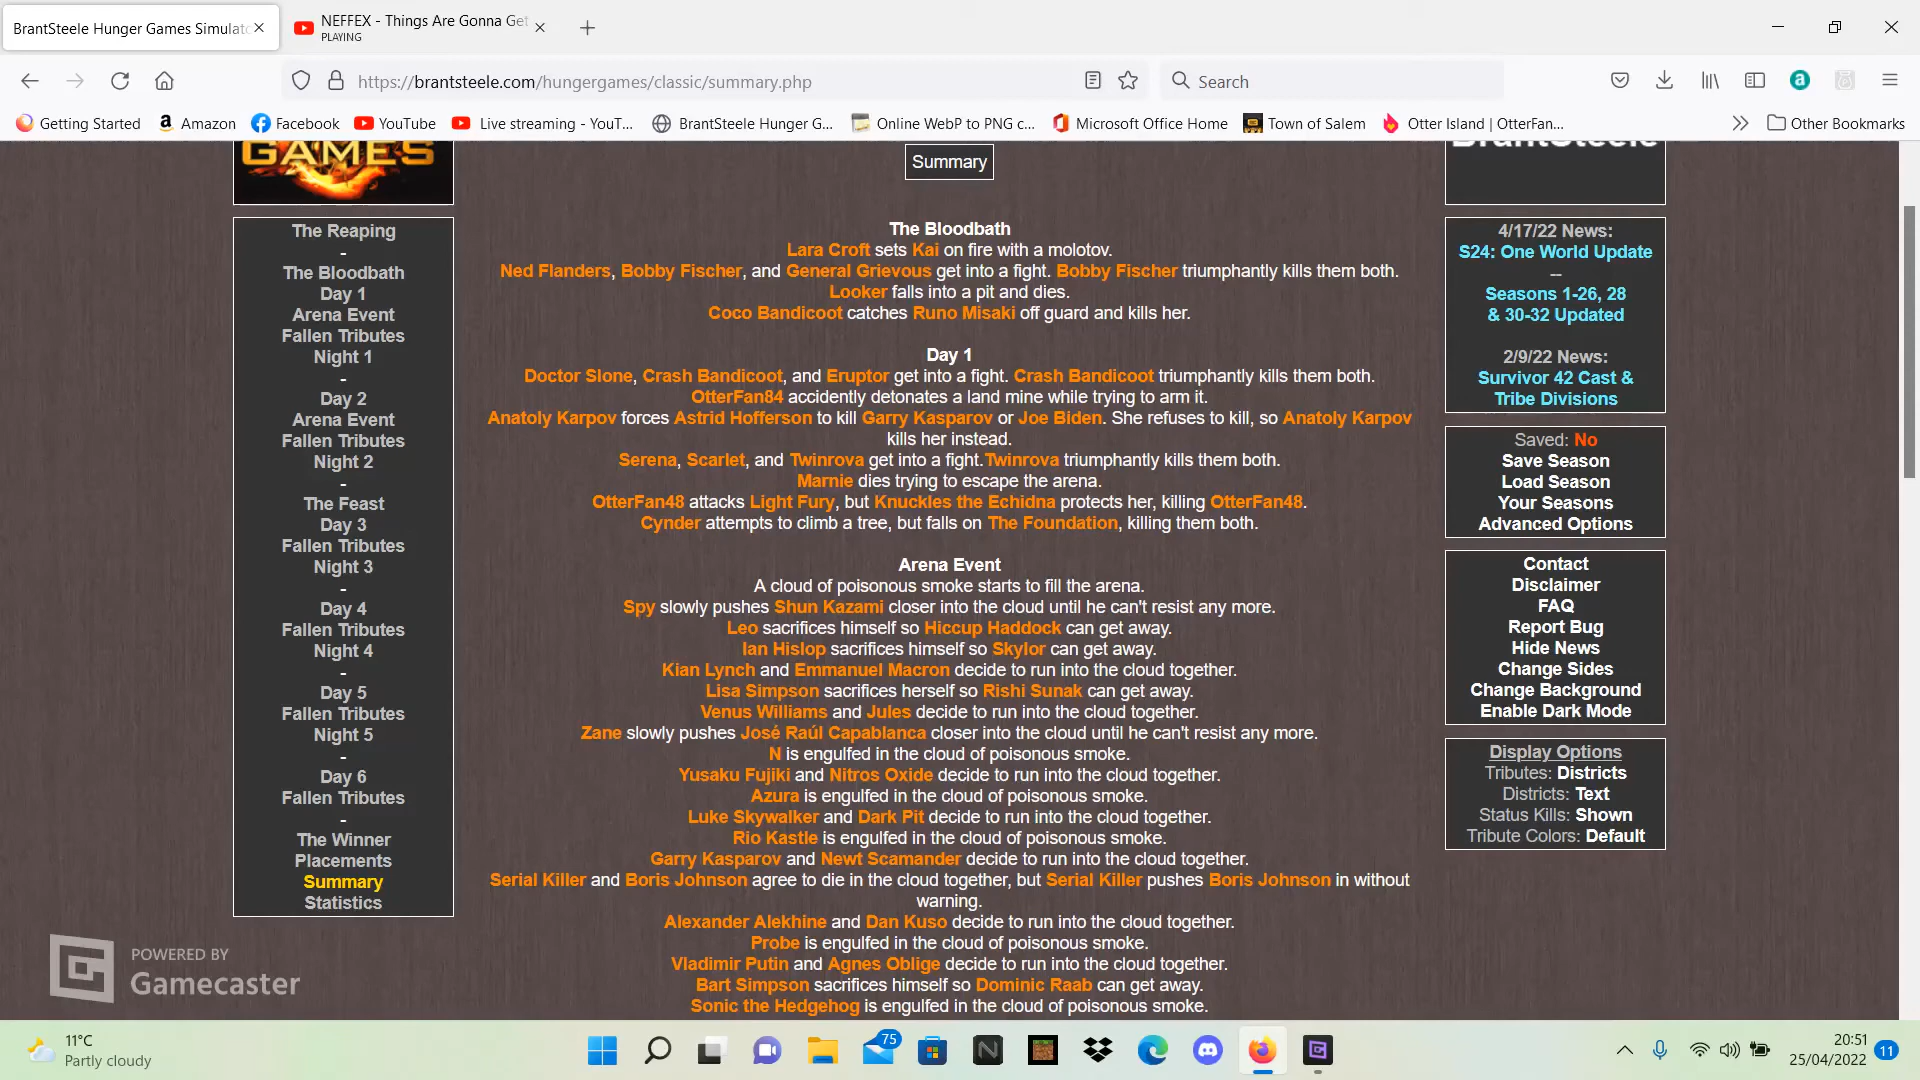 BrantSteele Hunger Games Simulat
NEFFEX - Things Are Gonna Get
PLAYING
https://brantsteele.com/hungergames/classic/summary.php
Search
Getting Started
Amazon
Facebook
YouTube
Live streaming - YouT...
BrantSteele Hunger G...
Online WebP to PNG c...
Microsoft Office Home
Town of Salem
Otter Island | OtterFan...
Other Bookmarks
GAMES
The Reaping
-
The Bloodbath
Day 1
Arena Event
Fallen Tributes
Night 1
-
Day 2
Arena Event
Fallen Tributes
Night 2
-
The Feast
Day 3
Fallen Tributes
Night 3
-
Day 4
Fallen Tributes
Night 4
-
Day 5
Fallen Tributes
Night 5
-
Day 6
Fallen Tributes
-
The Winner
Placements
Summary
Statistics
Summary
The Bloodbath
Lara Croft sets Kai on fire with a molotov.
Ned Flanders, Bobby Fischer, and General Grievous get into a fight. Bobby Fischer triumphantly kills them both.
Looker falls into a pit and dies.
Coco Bandicoot catches Runo Misaki off guard and kills her.
Day 1
Doctor Slone, Crash Bandicoot, and Eruptor get into a fight. Crash Bandicoot triumphantly kills them both.
OtterFan84 accidently detonates a land mine while trying to arm it.
Anatoly Karpov forces Astrid Hofferson to kill Garry Kasparov or Joe Biden. She refuses to kill, so Anatoly Karpov
kills her instead.
Serena, Scarlet, and Twinrova get into a fight.Twinrova triumphantly kills them both.
Marnie dies trying to escape the arena.
OtterFan48 attacks Light Fury, but Knuckles the Echidna protects her, killing OtterFan48.
Cynder attempts to climb a tree, but falls on The Foundation, killing them both.
Arena Event
A cloud of poisonous smoke starts to fill the arena.
Spy slowly pushes Shun Kazami closer into the cloud until he can't resist any more.
Leo sacrifices himself so Hiccup Haddock can get away.
Ian Hislop sacrifices himself so Skylor can get away.
Kian Lynch and Emmanuel Macron decide to run into the cloud together.
Lisa Simpson sacrifices herself so Rishi Sunak can get away.
Venus Williams and Jules decide to run into the cloud together.
Zane slowly pushes José Raúl Capablanca closer into the cloud until he can't resist any more.
N is engulfed in the cloud of poisonous smoke.
Yusaku Fujiki and Nitros Oxide decide to run into the cloud together.
Azura is engulfed in the cloud of poisonous smoke.
Luke Skywalker and Dark Pit decide to run into the cloud together.
Rio Kastle is engulfed in the cloud of poisonous smoke.
Garry Kasparov and Newt Scamander decide to run into the cloud together.
Serial Killer and Boris Johnson agree to die in the cloud together, but Serial Killer pushes Boris Johnson in without
warning.
Alexander Alekhine and Dan Kuso decide to run into the cloud together.
Probe is engulfed in the cloud of poisonous smoke.
Vladimir Putin and Agnes Oblige decide to run into the cloud together.
Bart Simpson sacrifices himself so Dominic Raab can get away.
Sonic the Hedgehog is engulfed in the cloud of poisonous smoke.
BrantSteele
4/17/22 News:
S24: One World Update
--
Seasons 1-26, 28
& 30-32 Updated
2/9/22 News:
Survivor 42 Cast &
Tribe Divisions
Saved: No
Save Season
Load Season
Your Seasons
Advanced Options
Contact
Disclaimer
FAQ
Report Bug
Hide News
Change Sides
Change Background
Enable Dark Mode
Display Options
Tributes: Districts
Districts: Text
Status Kills: Shown
Tribute Colors: Default
POWERED BY
Gamecaster
11°C
Partly cloudy
75
20:51
25/04/2022
11